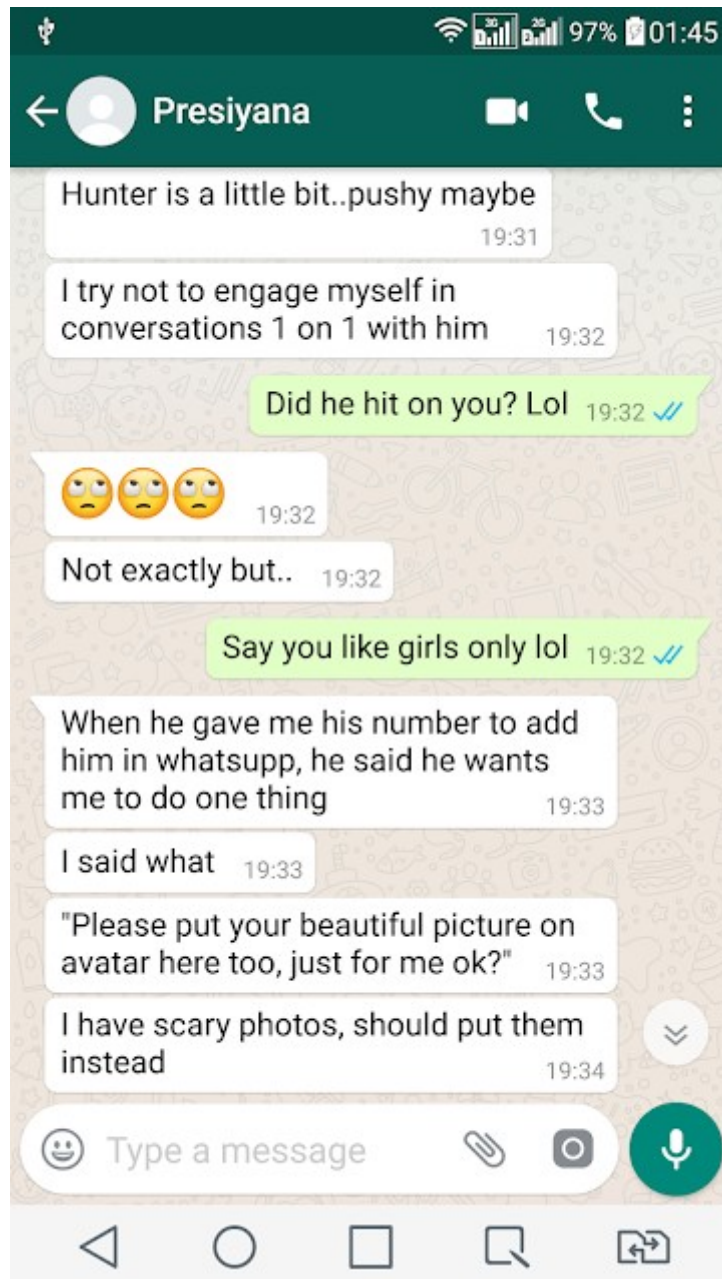 97% 01:45
Presiyana
Hunter is a little bit..pushy maybe
19:31
I try not to engage myself in
conversations 1 on 1 with him 19:32
Did he hit on you? Lol 19:32
🙄🙄🙄 19:32
Not exactly but.. 19:32
Say you like girls only lol 19:32
When he gave me his number to add
him in whatsupp, he said he wants
me to do one thing 19:33
I said what 19:33
"Please put your beautiful picture on
avatar here too, just for me ok?" 19:33
I have scary photos, should put them
instead 19:34
Type a message